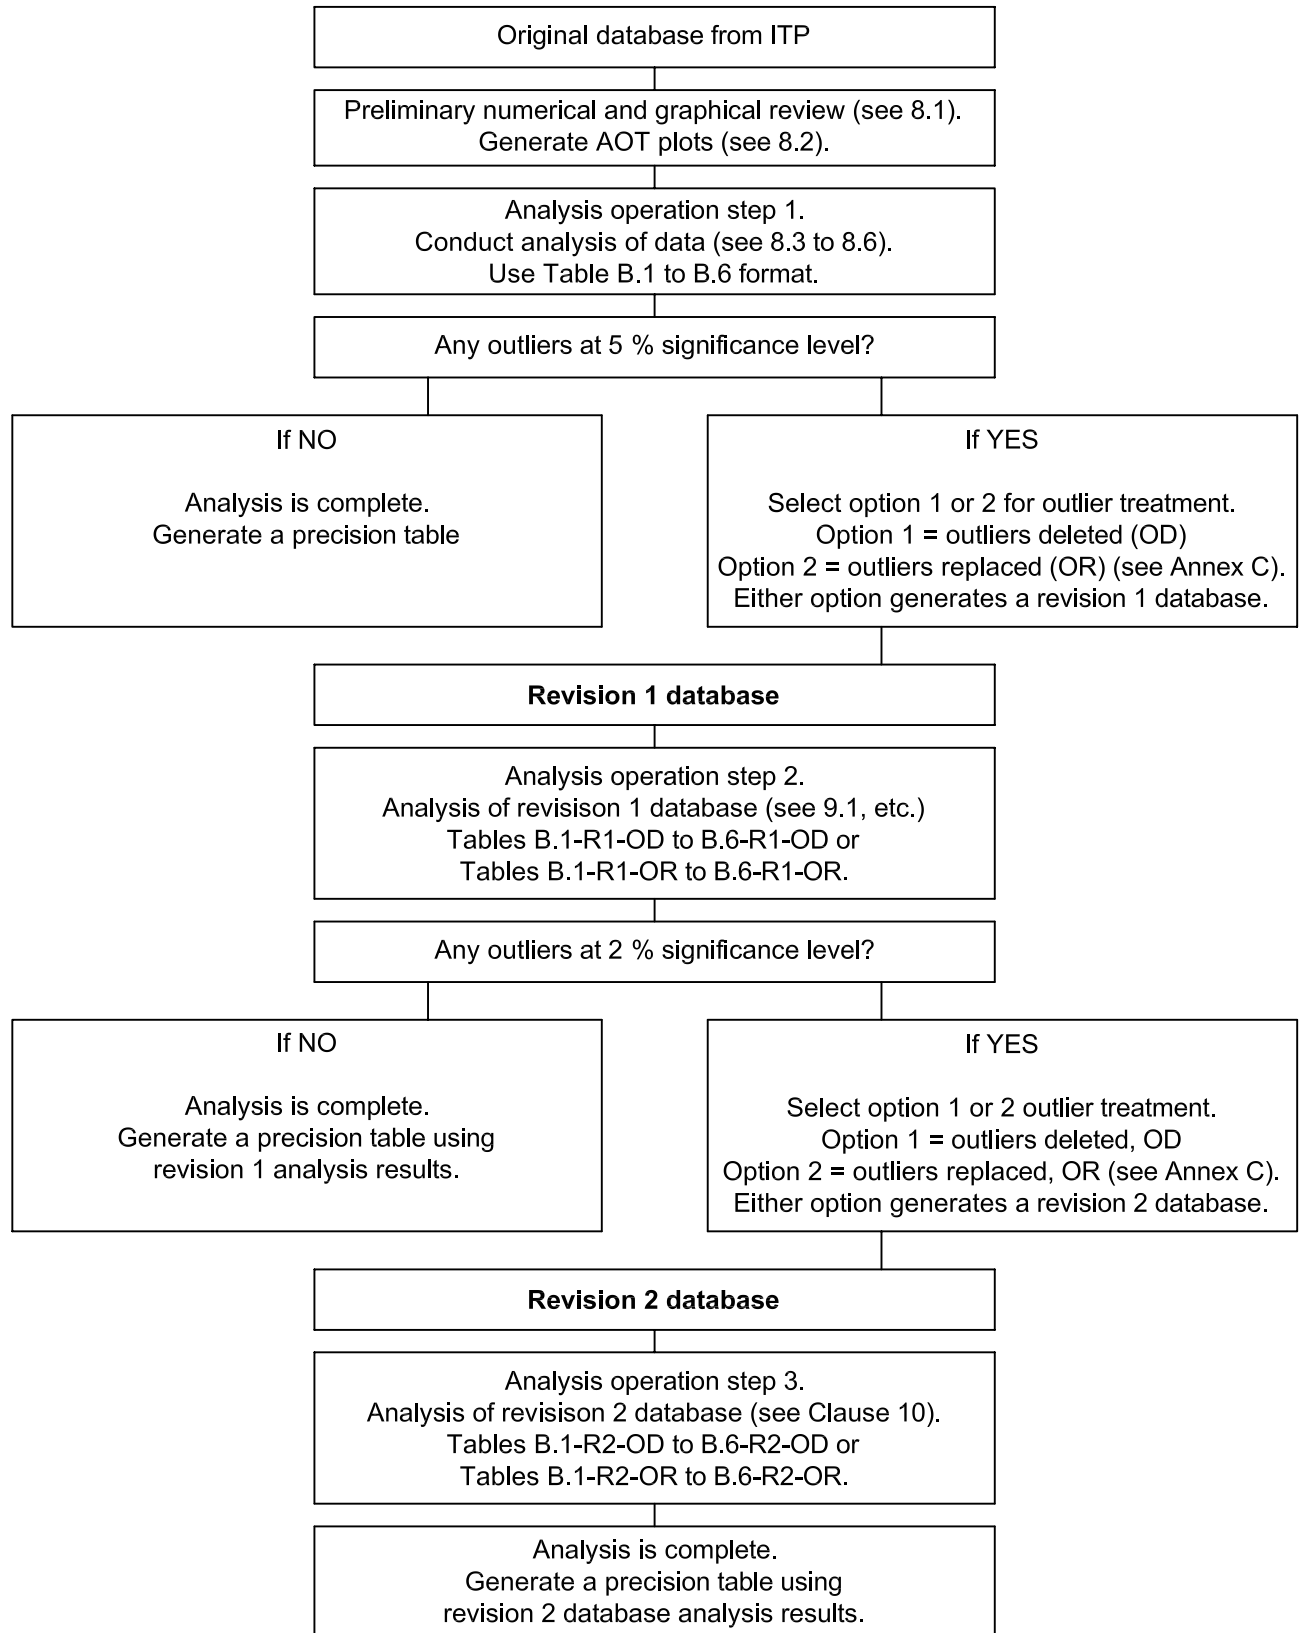 Original database from ITP
Preliminary numerical and graphical review (see 8.1).
Generate AOT plots (see 8.2).
Analysis operation step 1.
Conduct analysis of data (see 8.3 to 8.6).
Use Table B.1 to B.6 format.
Any outliers at 5 % significance level?
If NO
Analysis is complete.
Generate a precision table
If YES
Select option 1 or 2 for outlier treatment.
Option 1 = outliers deleted (OD)
Option 2 = outliers replaced (OR) (see Annex C).
Either option generates a revision 1 database.
Revision 1 database
Analysis operation step 2.
Analysis of revisison 1 database (see 9.1, etc.)
Tables B.1-R1-OD to B.6-R1-OD or
Tables B.1-R1-OR to B.6-R1-OR.
Any outliers at 2 % significance level?
If NO
Analysis is complete.
Generate a precision table using
revision 1 analysis results.
If YES
Select option 1 or 2 outlier treatment.
Option 1 = outliers deleted, OD
Option 2 = outliers replaced, OR (see Annex C).
Either option generates a revision 2 database.
Revision 2 database
Analysis operation step 3.
Analysis of revisison 2 database (see Clause 10).
Tables B.1-R2-OD to B.6-R2-OD or
Tables B.1-R2-OR to B.6-R2-OR.
Analysis is complete.
Generate a precision table using
revision 2 database analysis results.